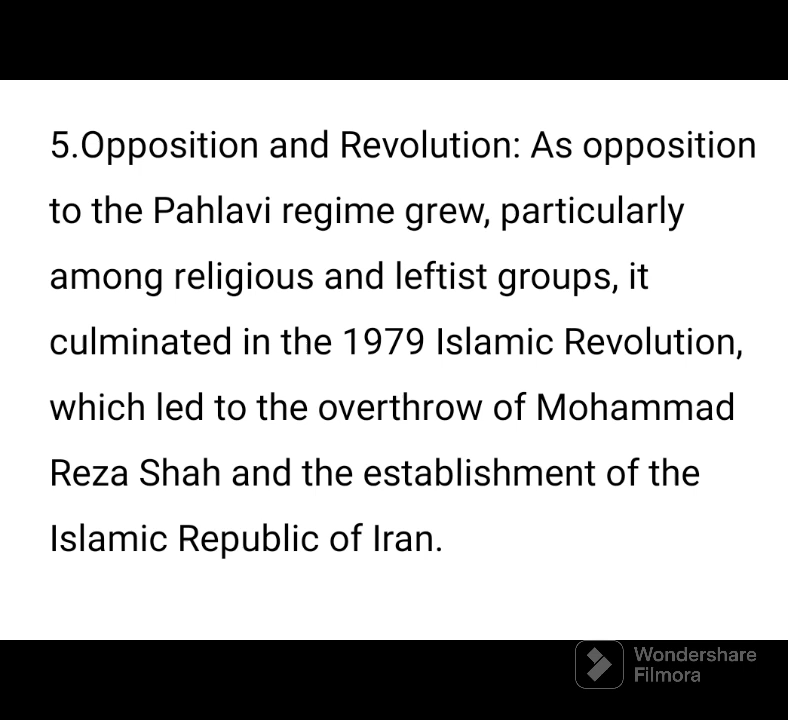 5.Opposition and Revolution: As opposition
to the Pahlavi regime grew, particularly
among religious and leftist groups, it
culminated in the 1979 Islamic Revolution,
which led to the overthrow of Mohammad
Reza Shah and the establishment of the
Islamic Republic of Iran.
Wondershare
Filmora